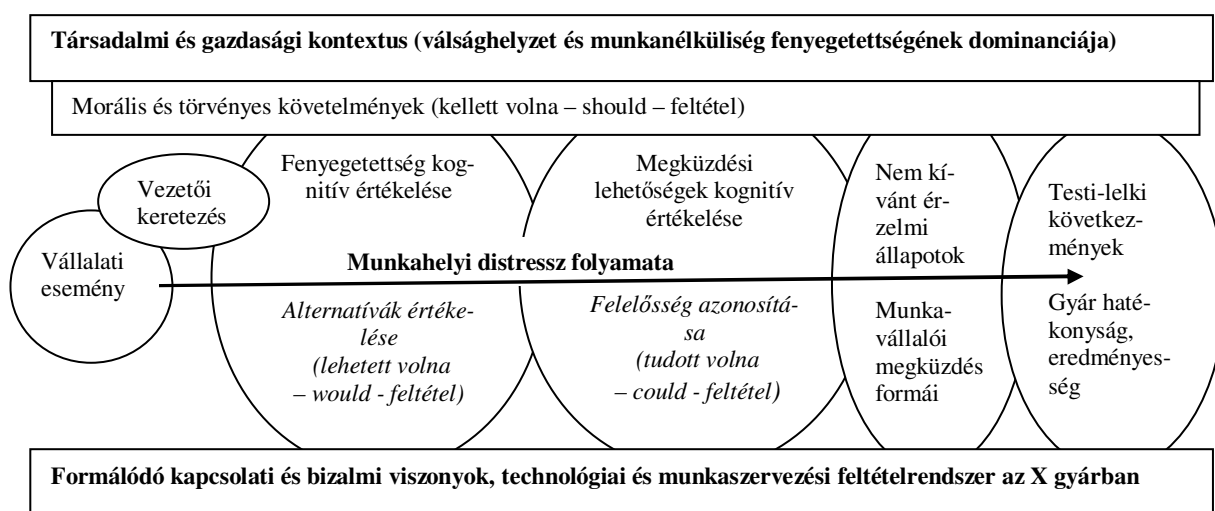 Társadalmi és gazdasági kontextus (válsághelyzet és munkanélküliség fenyegetettségének dominanciája)
Morális és törvényes követelmények (kellett volna – should – feltétel)
Vállalati
esemény
Vezetői
keretezés
Fenyegetettség kog-
nitív értékelése
Megküzdési
lehetőségek kognitív
értékelése
Nem kí-
vánt ér-
zelmi
állapotok
Testi-lelki
következ-
mények
Munkahelyi distressz folyamata
Alternatívák értéke-
lése
(lehetett volna
– would - feltétel)
Felelősség azonosítá-
sa
(tudott volna
– could - feltétel)
Munka-
vállalói
megküzdés
formái
Gyár haté-
konyság,
eredményes-
ség
Formálódó kapcsolati és bizalmi viszonyok, technológiai és munkaszervezési feltételrendszer az X gyárban